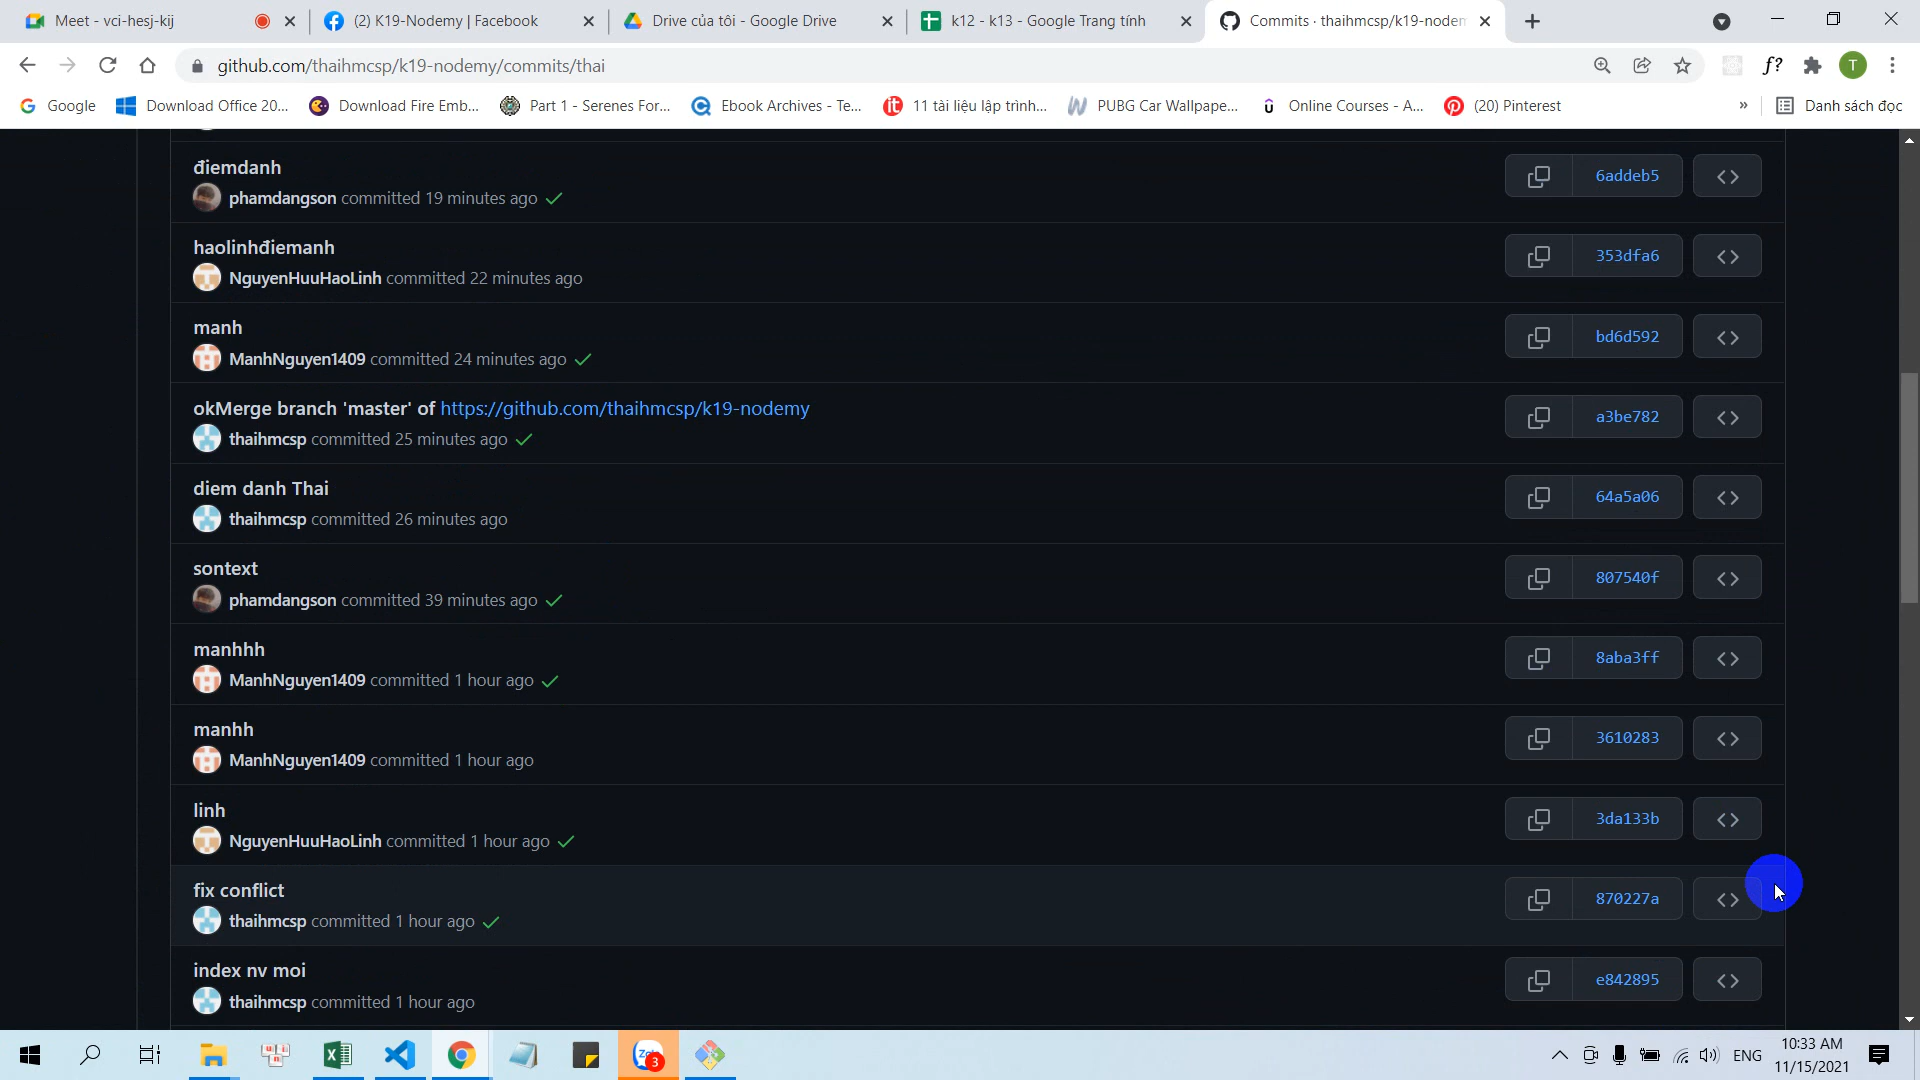 Meet - vci-hesj-kij
(2) K19-Nodemy | Facebook
Drive của tôi - Google Drive
k12 - k13 - Google Trang tính
Commits · thaihmcsp/k19-nodem
github.com/thaihmcsp/k19-nodemy/commits/thai
f?
T
Google
Download Office 20...
Download Fire Emb...
Part 1 - Serenes For...
Ebook Archives - Te...
11 tài liệu lập trình...
PUBG Car Wallpape...
Online Courses - A...
(20) Pinterest
»
Danh sách đọc
điemdanh
6addeb5
phamdangson committed 19 minutes ago
haolinhđiemanh
353dfa6
NguyenHuuHaoLinh committed 22 minutes ago
manh
bd6d592
ManhNguyen1409 committed 24 minutes ago
okMerge branch 'master' of https://github.com/thaihmcsp/k19-nodemy
a3be782
thaihmcsp committed 25 minutes ago
diem danh Thai
64a5a06
thaihmcsp committed 26 minutes ago
sontext
807540f
phamdangson committed 39 minutes ago
manhhh
8aba3ff
ManhNguyen1409 committed 1 hour ago
manhh
3610283
ManhNguyen1409 committed 1 hour ago
linh
3da133b
NguyenHuuHaoLinh committed 1 hour ago
fix conflict
870227a
thaihmcsp committed 1 hour ago
index nv moi
e842895
thaihmcsp committed 1 hour ago
3
ENG
10:33 AM
11/15/2021